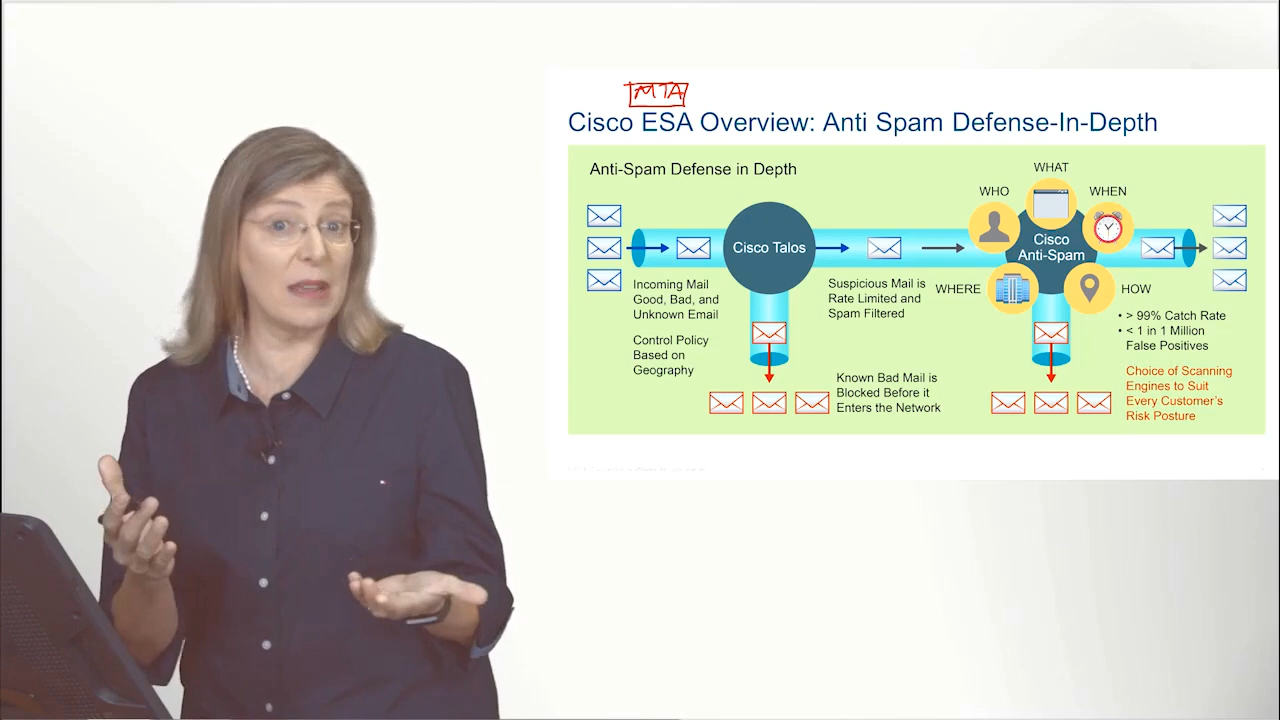 MTA
Cisco ESA Overview: Anti Spam Defense-In-Depth
Anti-Spam Defense in Depth
WHAT
WHO
WHEN
Cisco Talos
Cisco
Anti-Spam
WHERE
HOW
Incoming Mail
Good, Bad, and
Unknown Email
Control Policy
Based on
Geography
Suspicious Mail is
Rate Limited and
Spam Filtered
Known Bad Mail is
Blocked Before it
Enters the Network
• > 99% Catch Rate
• < 1 in 1 Million
False Positives
Choice of Scanning
Engines to Suit
Every Customer's
Risk Posture